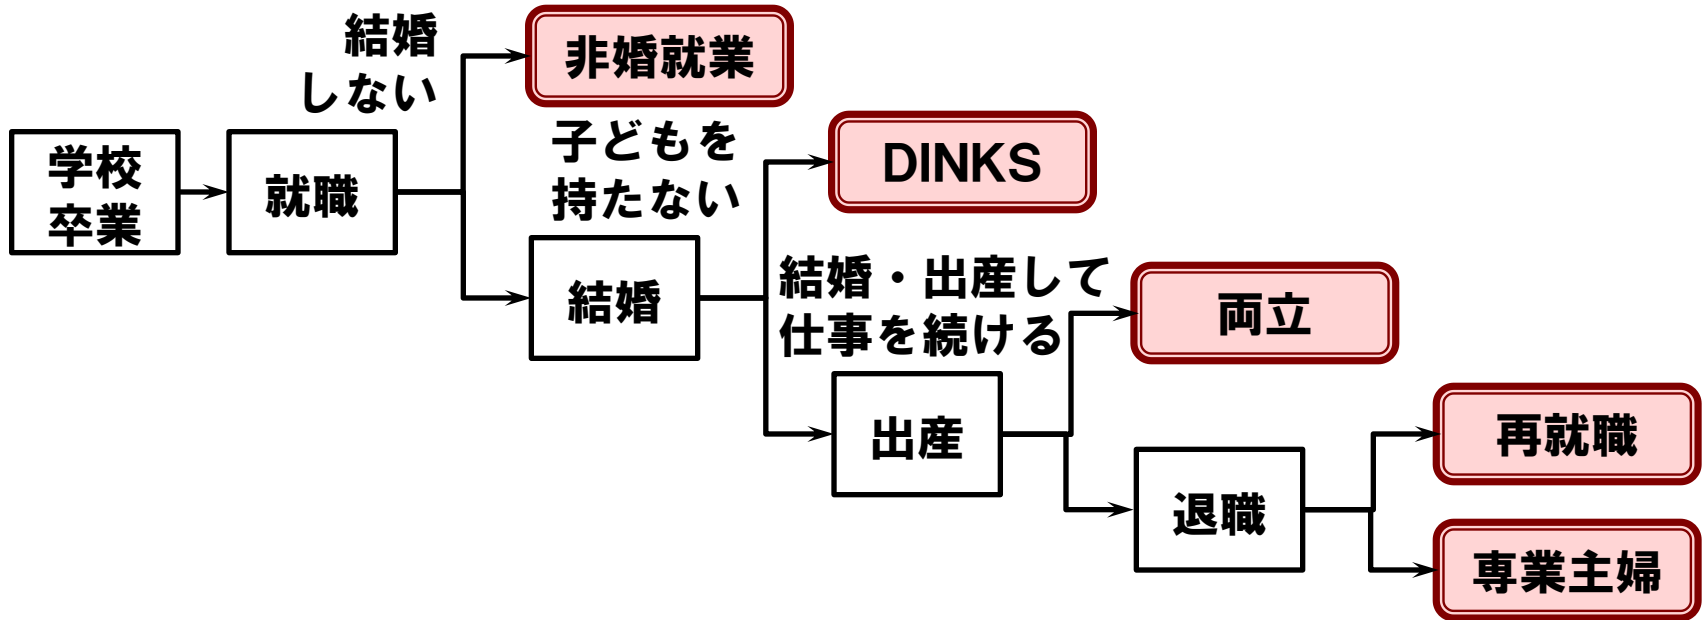 結婚
しない
非婚就業
学校
卒業
就職
子どもを
持たない
DINKS
結婚
結婚・出産して
仕事を続ける
両立
出産
再就職
退職
専業主婦